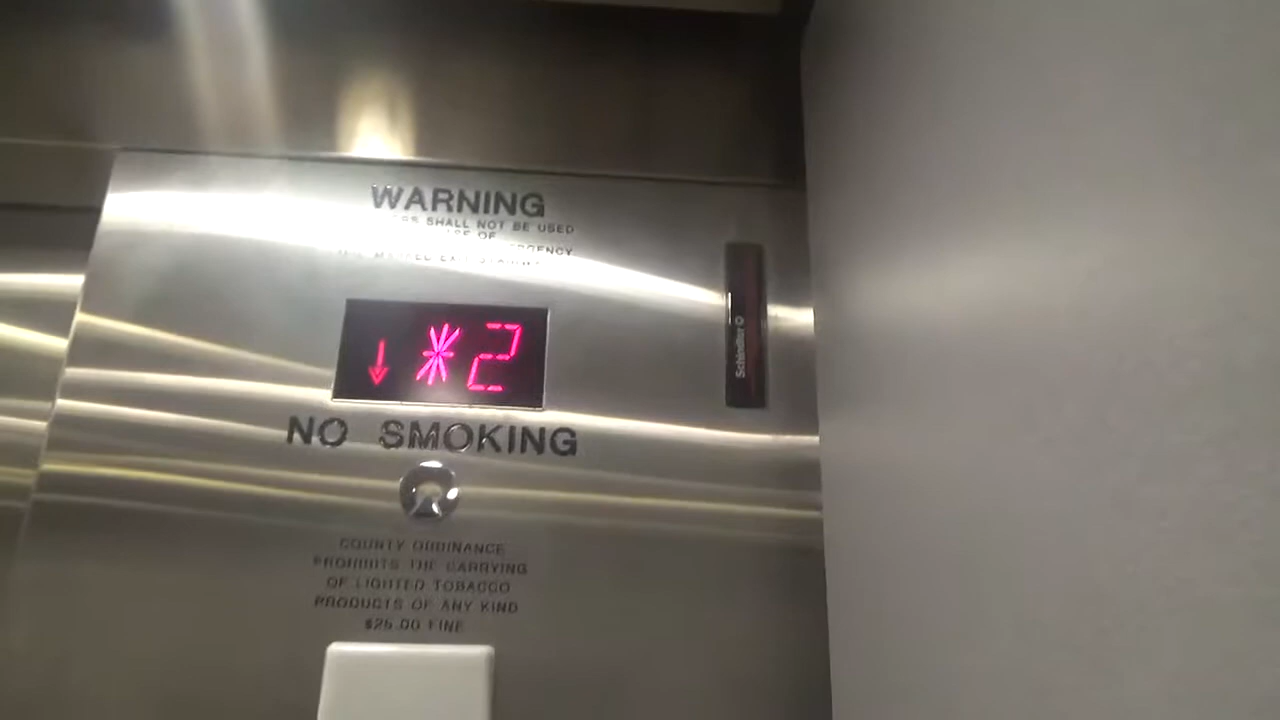 WARNING
SHALL NOT BE USED
OF
*2
NO SMOKING
Schindler
COUNTY ORDINANCE
PROHIBITS THE CARRYING
OF LIGHTED TOBACCO
PRODUCTS OF ANY KIND
$25.00 FINE